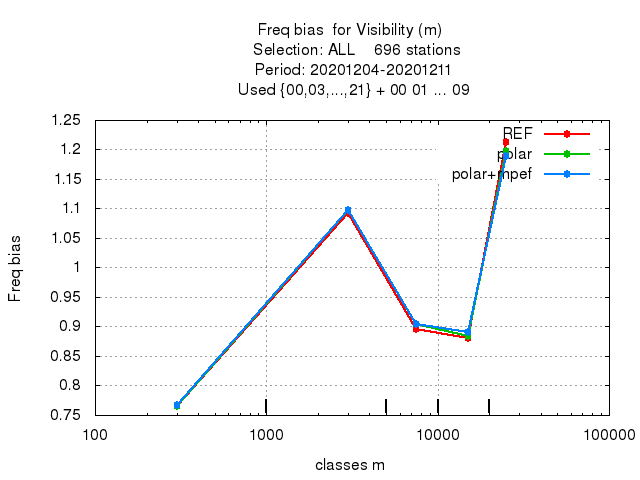 Freq bias  for Visibility (m)
Selection: ALL    696 stations
Period: 20201204-20201211
Used {00,03,...,21} + 00 01 ... 09
REF
polar
polar+mpef
1.25
1.2
1.15
1.1
1.05
1
0.95
0.9
0.85
0.8
0.75
Freq bias
100
1000
10000
100000
classes m